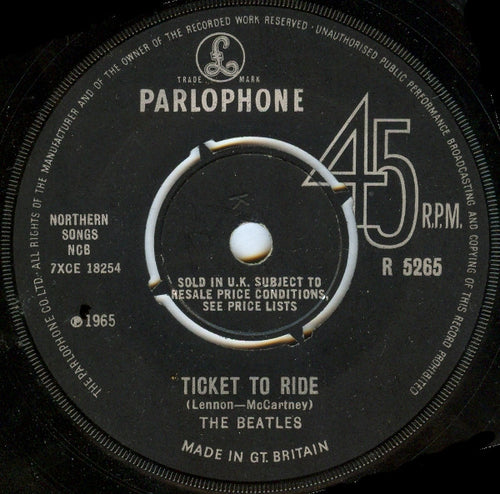 THE PARLOPHONE CO.LTD. ALL RIGHTS OF THE MANUFACTURER AND OF THE OWNER OF THE RECORDED WORK RESERVED · UNAUTHORISED PUBLIC PERFORMANCE BROADCASTING AND COPYING OF THIS RECORD PROHIBITED
£
TRADE MARK
PARLOPHONE
45 R.P.M.
R 5265
NORTHERN
SONGS
NCB
7XCE 18254
℗1965
K
SOLD IN U.K. SUBJECT TO
RESALE PRICE CONDITIONS,
SEE PRICE LISTS
TICKET TO RIDE
(Lennon—McCartney)
THE BEATLES
MADE IN GT. BRITAIN